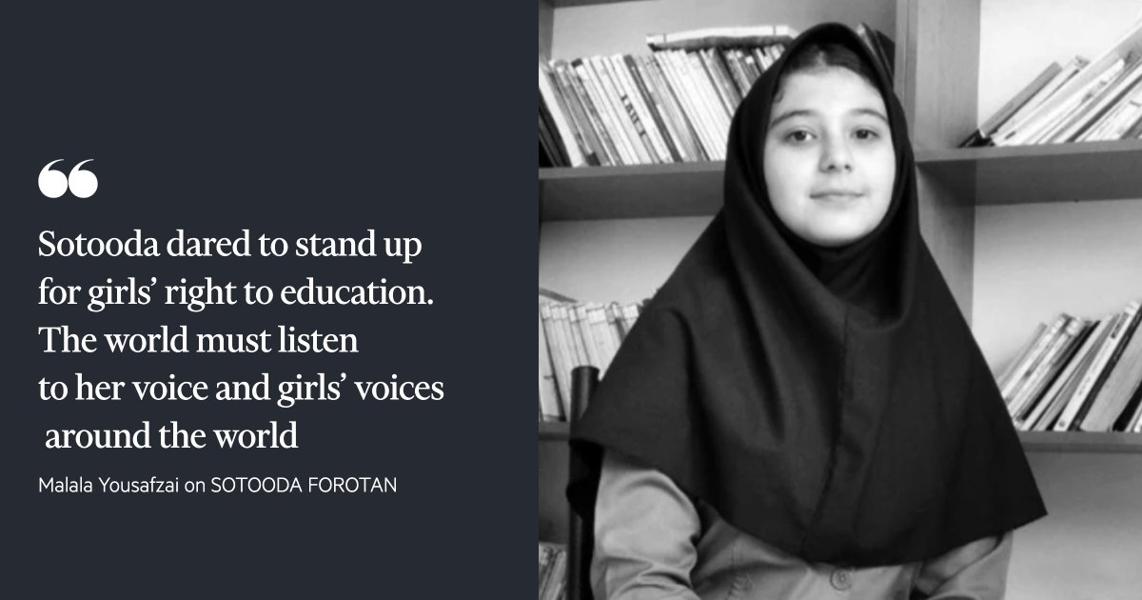 “
Sotooda dared to stand up
for girls’ right to education.
The world must listen
to her voice and girls’ voices
around the world
Malala Yousafzai on SOTOODA FOROTAN